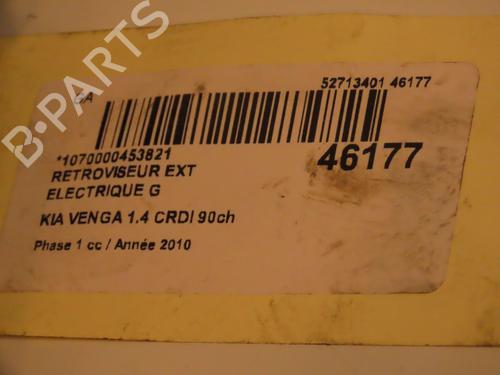 B-PARTS
GA
52713401 46177
*1070000453821
46177
RETROVISEUR EXT
ELECTRIQUE G
KIA VENGA 1.4 CRDI 90ch
Phase 1 cc / Année 2010